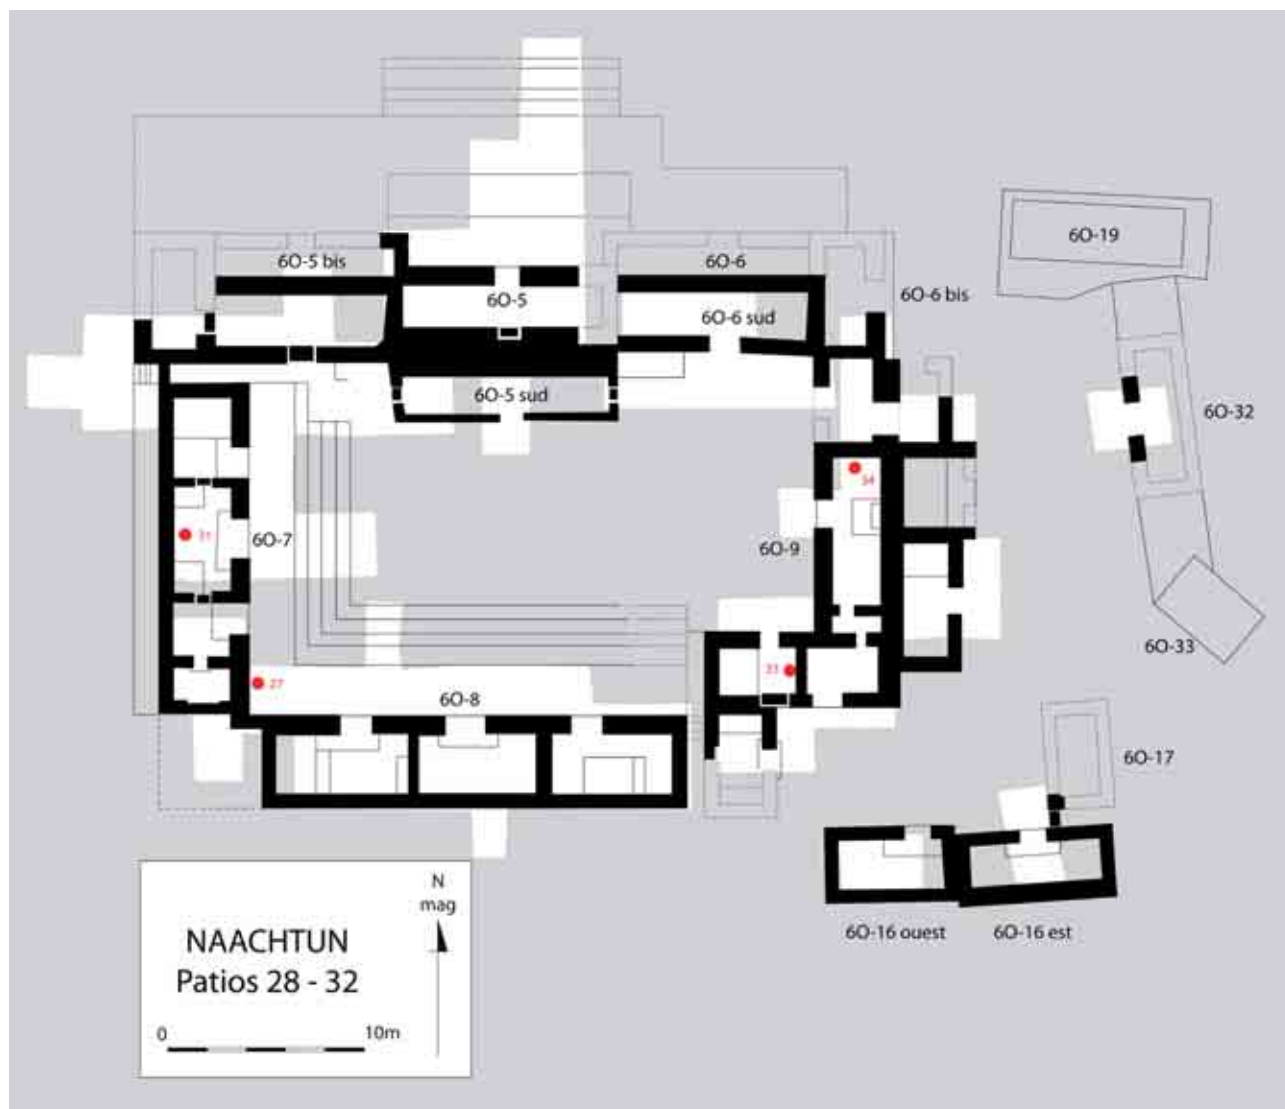 6O-19
6O-5 bis
6O-6
6O-5
6O-6 bis
6O-6 sud
6O-5 sud
6O-32
34
31
6O-7
6O-9
6O-33
33
27
6O-8
6O-17
6O-16 ouest
6O-16 est
N
mag
NAACHTUN
Patios 28 - 32
0
10m